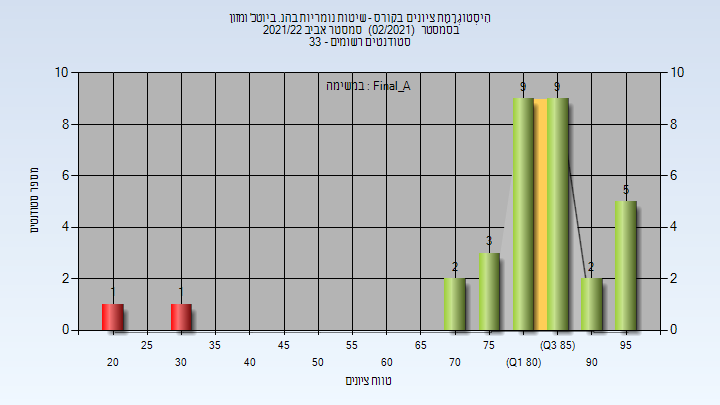 היסטוגרמת ציונים בקורס - שיטות נומריות בהנ. ביוטכ' ומזון
בסמסטר (02/2021) סמסטר אביב 2021/22
סטודנטים רשומים - 33
במשימה : Final_A
10 10
8 8
6 6
4 4
2 2
0 0
1 1 2 3 9 9 2 5
מספר סטודנטים
25 35 45 55 65 75 (Q3 85) 95
20 30 40 50 60 70 (Q1 80) 90
טווח ציונים